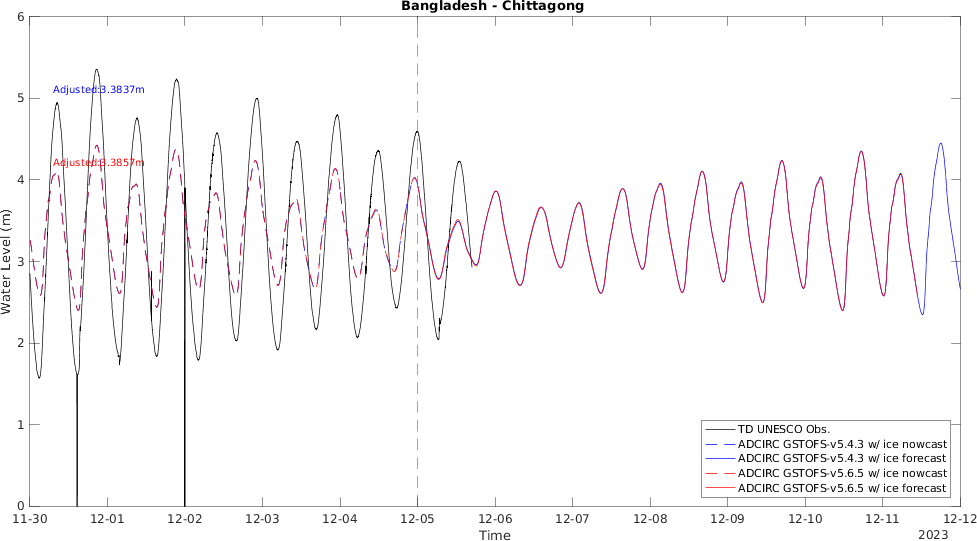 Bangladesh - Chittagong
6
5
4
3
2
1
0
Water Level (m)
Adjusted:3.3837m
Adjusted:3.3857m
TD UNESCO Obs.
ADCIRC GSTOFS-v5.4.3 w/ ice nowcast
ADCIRC GSTOFS-v5.4.3 w/ ice forecast
ADCIRC GSTOFS-v5.6.5 w/ ice nowcast
ADCIRC GSTOFS-v5.6.5 w/ ice forecast
11-30 12-01 12-02 12-03 12-04 12-05 12-06 12-07 12-08 12-09 12-10 12-11 12-12
Time
2023